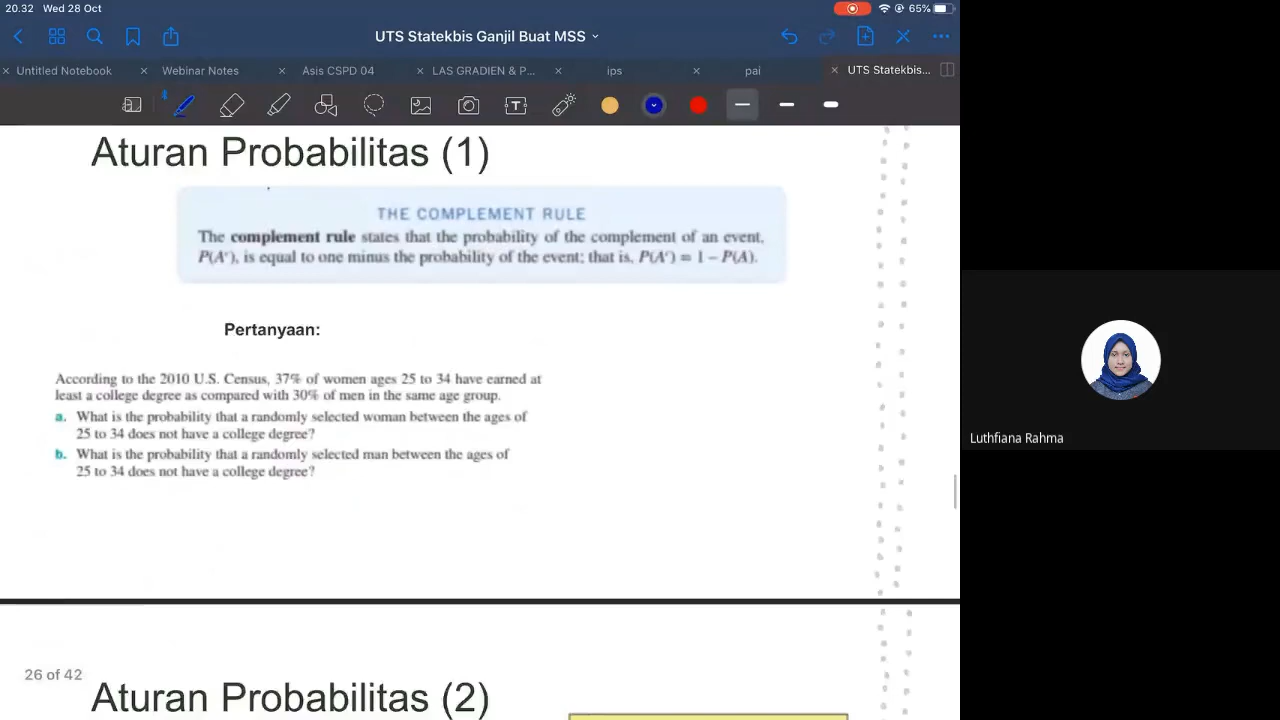 20.32 Wed 28 Oct
65%
UTS Statekbis Ganjil Buat MSS
Untitled Notebook
Webinar Notes
Asis CSPD 04
LAS GRADIEN & P...
ips
pai
UTS Statekbis...
Aturan Probabilitas (1)
THE COMPLEMENT RULE
The complement rule states that the probability of the complement of an event,
P(Aᶜ), is equal to one minus the probability of the event; that is, P(Aᶜ) = 1 − P(A).
Pertanyaan:
According to the 2010 U.S. Census, 37% of women ages 25 to 34 have earned at
least a college degree as compared with 30% of men in the same age group.
a. What is the probability that a randomly selected woman between the ages of
25 to 34 does not have a college degree?
b. What is the probability that a randomly selected man between the ages of
25 to 34 does not have a college degree?
Luthfiana Rahma
26 of 42
Aturan Probabilitas (2)